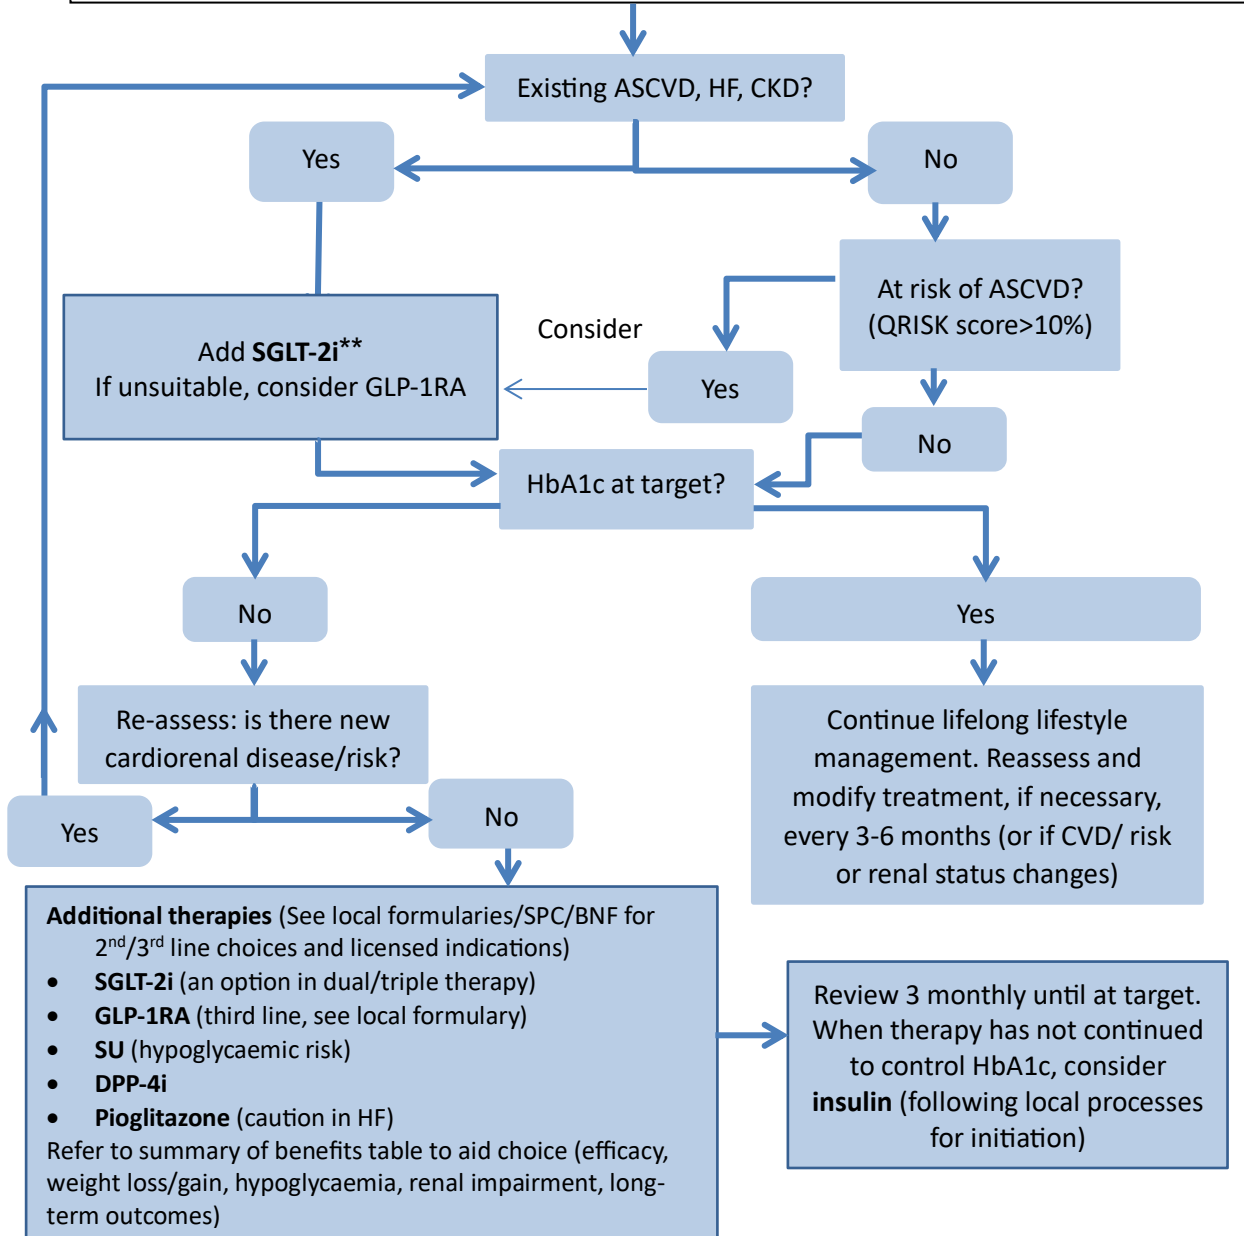 Existing ASCVD, HF, CKD?
Yes
No
At risk of ASCVD?
(QRISK score>10%)
Consider
Add SGLT-2i**
If unsuitable, consider GLP-1RA
Yes
No
HbA1c at target?
No
Yes
Re-assess: is there new
cardiorenal disease/risk?
Continue lifelong lifestyle
management. Reassess and
modify treatment, if necessary,
every 3-6 months (or if CVD/ risk
or renal status changes)
Yes
No
Additional therapies (See local formularies/SPC/BNF for
2nd/3rd line choices and licensed indications)
• SGLT-2i (an option in dual/triple therapy)
• GLP-1RA (third line, see local formulary)
• SU (hypoglycaemic risk)
• DPP-4i
• Pioglitazone (caution in HF)
Refer to summary of benefits table to aid choice (efficacy,
weight loss/gain, hypoglycaemia, renal impairment, long-
term outcomes)
Review 3 monthly until at target.
When therapy has not continued
to control HbA1c, consider
insulin (following local processes
for initiation)